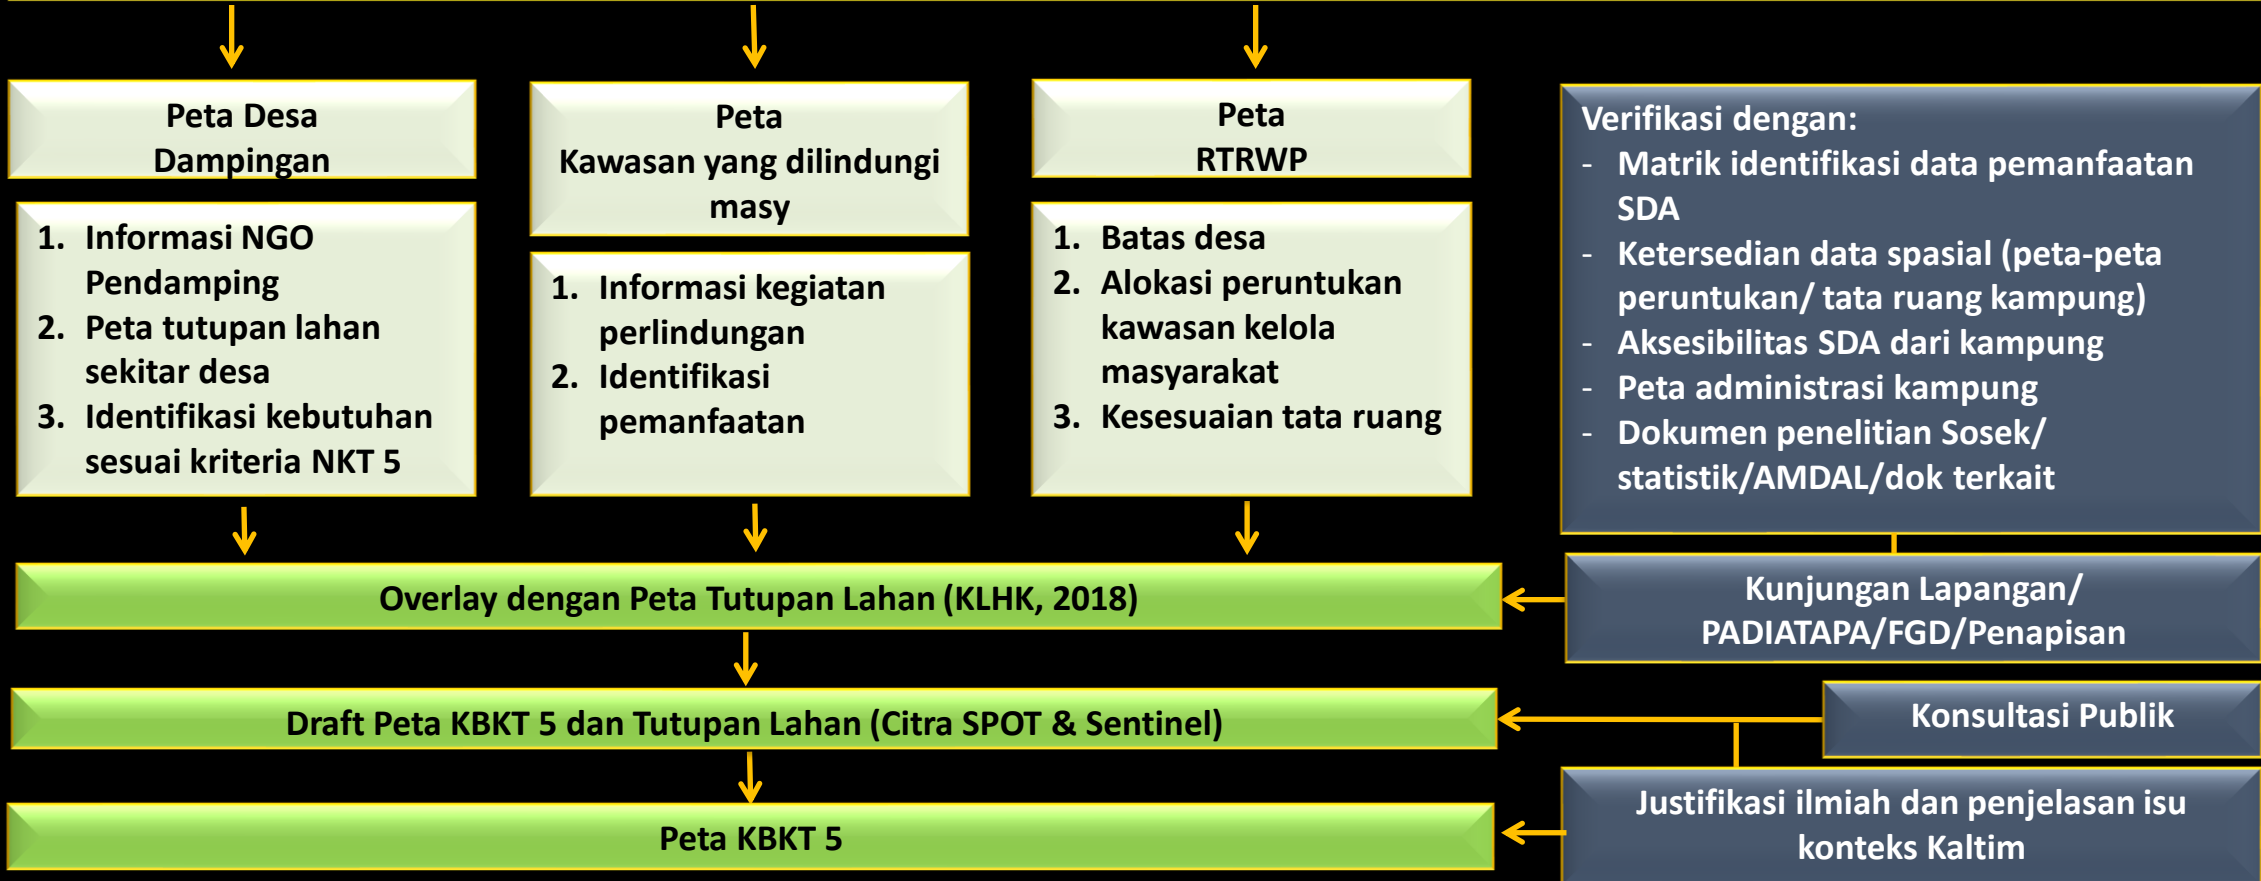 Peta Desa
Dampingan
1. Informasi NGO
Pendamping
2. Peta tutupan lahan
sekitar desa
3. Identifikasi kebutuhan
sesuai kriteria NKT 5
Peta
Kawasan yang dilindungi
masy
1. Informasi kegiatan
perlindungan
2. Identifikasi
pemanfaatan
Peta
RTRWP
1. Batas desa
2. Alokasi peruntukan
kawasan kelola
masyarakat
3. Kesesuaian tata ruang
Verifikasi dengan:
- Matrik identifikasi data pemanfaatan
SDA
- Ketersedian data spasial (peta-peta
peruntukan/ tata ruang kampung)
- Aksesibilitas SDA dari kampung
- Peta administrasi kampung
- Dokumen penelitian Sosek/
statistik/AMDAL/dok terkait
Overlay dengan Peta Tutupan Lahan (KLHK, 2018)
Kunjungan Lapangan/
PADIATAPA/FGD/Penapisan
Draft Peta KBKT 5 dan Tutupan Lahan (Citra SPOT & Sentinel)
Konsultasi Publik
Peta KBKT 5
Justifikasi ilmiah dan penjelasan isu
konteks Kaltim